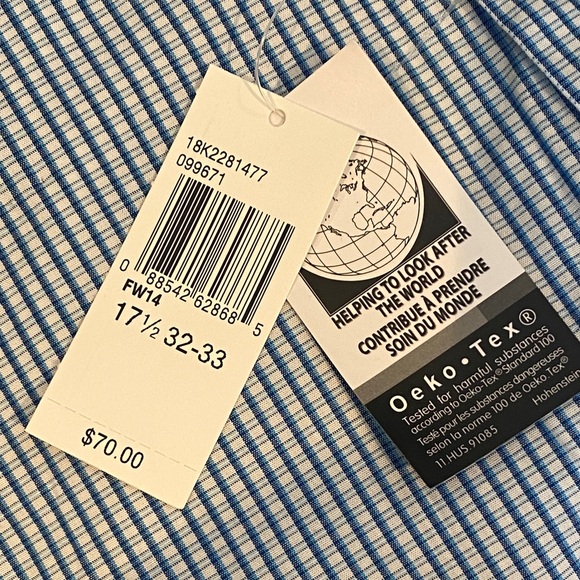 18K2281477
099671
0 88542 62868 5
FW14
17½ 32-33
$70.00
HELPING TO LOOK AFTER
THE WORLD
CONTRIBUE À PRENDRE
SOIN DU MONDE
Oeko•Tex®
Tested for harmful substances
according to Oeko-Tex® Standard 100
Testé pour les substances dangereuses
selon la norme 100 de Oeko Tex®
11.HUS.91085 Hohenstein